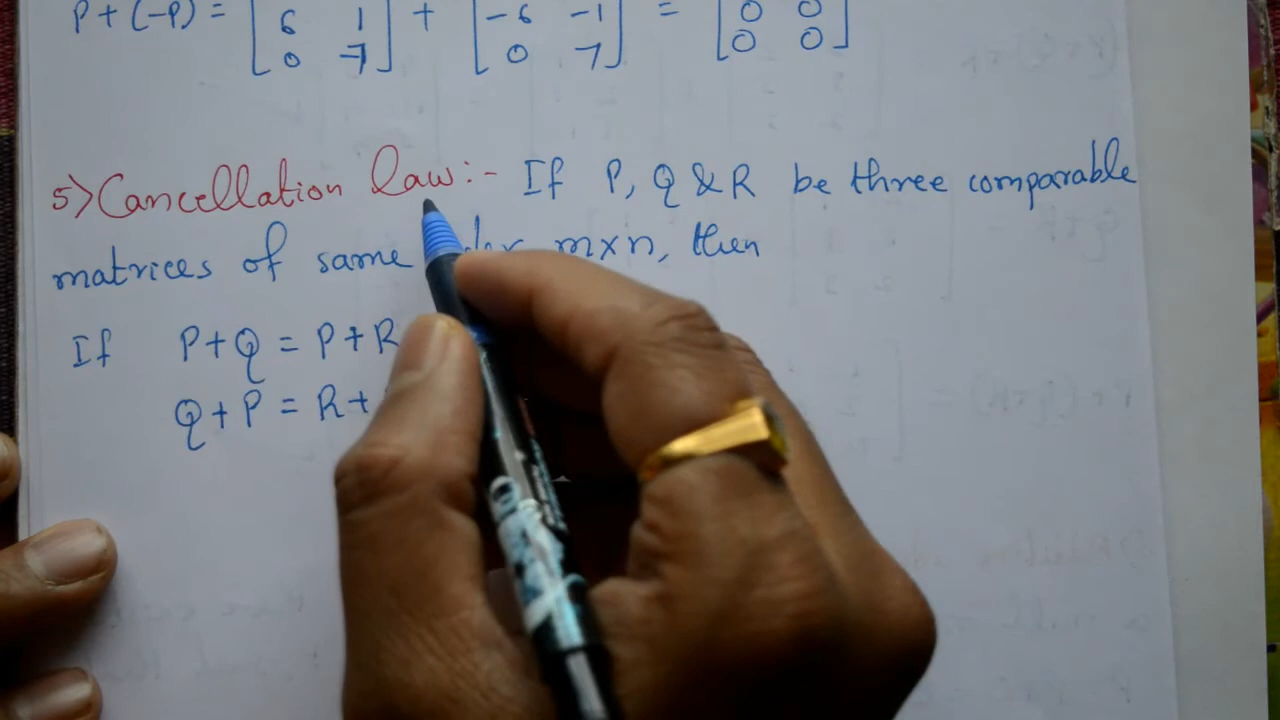 P + (-P) = [ 6 1 ] + [ -6 -1 ] = [ 0 0 ]
0 -7 0 7 0 0
5) Cancellation law :- If P, Q & R be three comparable
matrices of same m×n, then
If P+Q = P+R
Q+P = R+